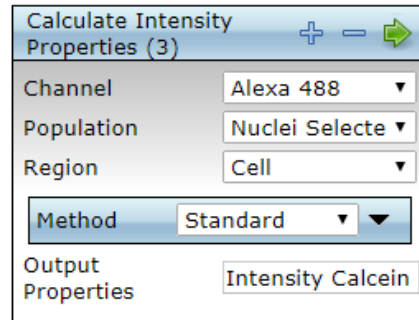 Calculate Intensity
Properties (3)
Channel Alexa 488
Population Nuclei Selecte
Region Cell
Method Standard
Output
Properties Intensity Calcein